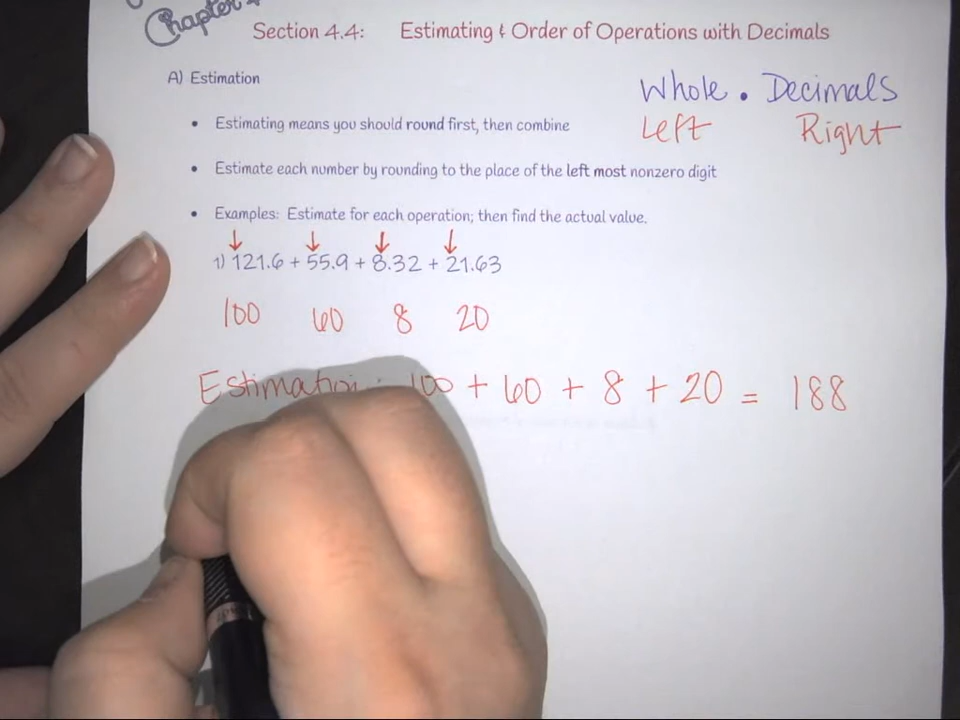 Chapter
Section 4.4: Estimating & Order of Operations with Decimals
A) Estimation
Whole . Decimals
Left Right
• Estimating means you should round first, then combine
• Estimate each number by rounding to the place of the left most nonzero digit
• Examples: Estimate for each operation; then find the actual value.
1) 121.6 + 55.9 + 8.32 + 21.63
100 60 8 20
Estimation: 100 + 60 + 8 + 20 = 188